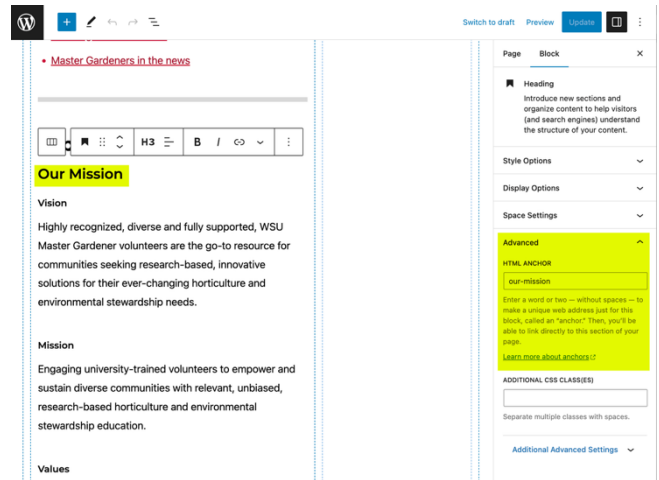 Switch to draft Preview Update
Master Gardeners in the news
H3 B I
Our Mission
Vision
Highly recognized, diverse and fully supported, WSU
Master Gardener volunteers are the go-to resource for
communities seeking research-based, innovative
solutions for their ever-changing horticulture and
environmental stewardship needs.
Mission
Engaging university-trained volunteers to empower and
sustain diverse communities with relevant, unbiased,
research-based horticulture and environmental
stewardship education.
Values
Page Block
Heading
Introduce new sections and
organize content to help visitors
(and search engines) understand
the structure of your content.
Style Options
Display Options
Space Settings
Advanced
HTML ANCHOR
our-mission
Enter a word or two — without spaces — to
make a unique web address just for this
block, called an “anchor.” Then, you’ll be
able to link directly to this section of your
page.
Learn more about anchors
ADDITIONAL CSS CLASS(ES)
Separate multiple classes with spaces.
Additional Advanced Settings